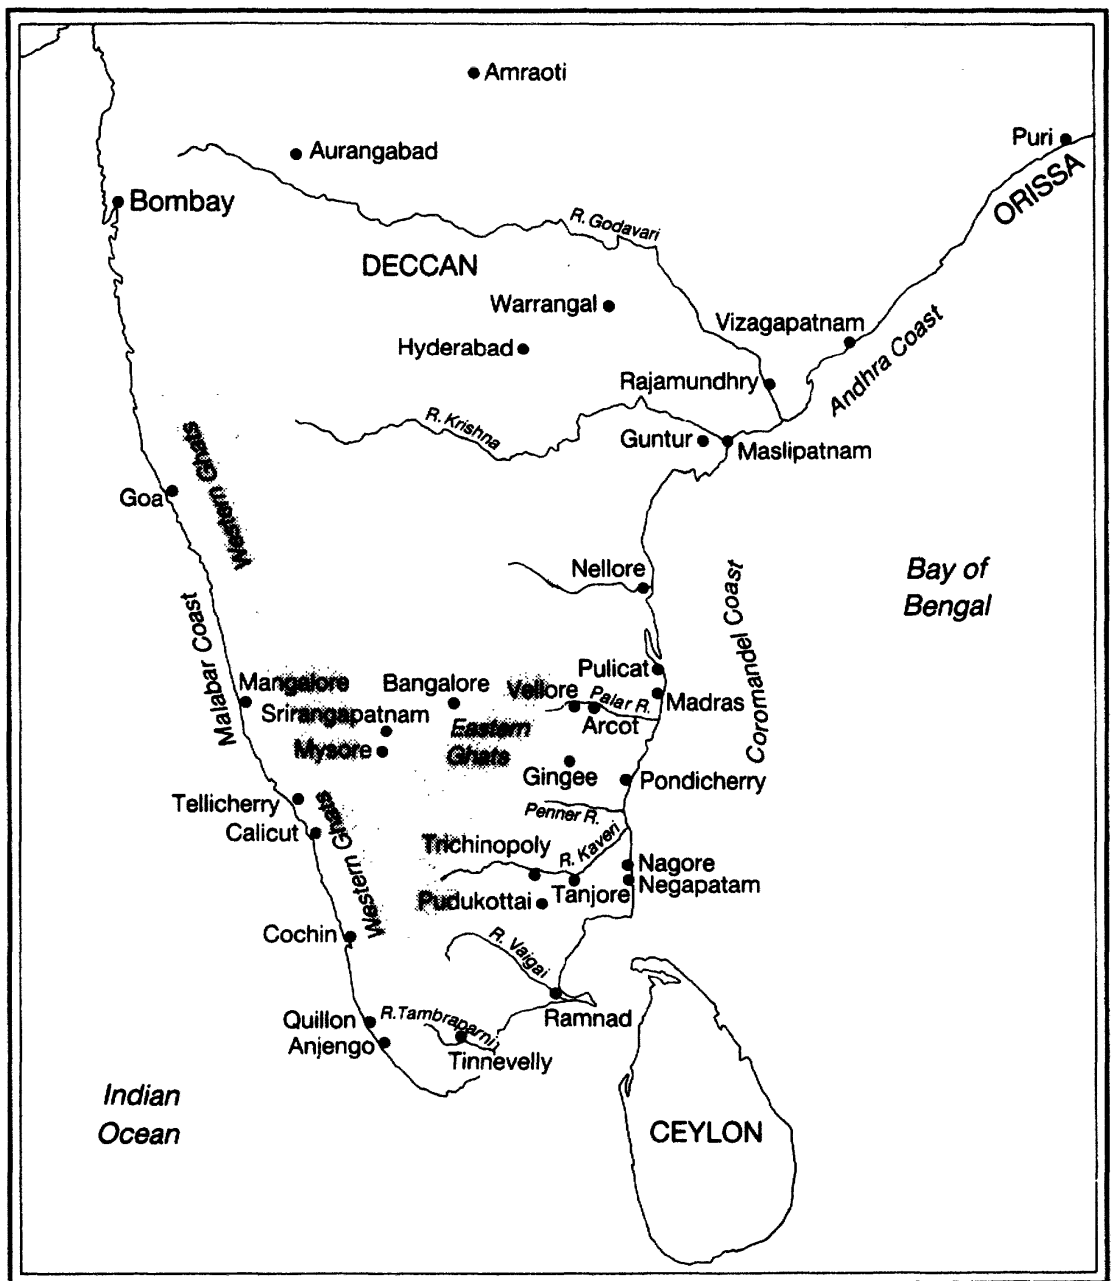 Amraoti
Puri
Aurangabad
ORISSA
Bombay
R. Godavari
DECCAN
Warrangal
Vizagapatnam
Hyderabad
Andhra Coast
Rajamundhry
R. Krishna
Guntur
Maslipatnam
Western Ghats
Goa
Nellore
Bay of
Bengal
Coromandel Coast
Malabar Coast
Pulicat
Mangalore
Bangalore
Vellore
Palar R.
Madras
Srirangapatnam
Arcot
Eastern
Ghats
Mysore
Gingee
Pondicherry
Tellicherry
Penner R.
Calicut
Western Ghats
Trichinopoly
R. Kaveri
Nagore
Negapatam
Pudukottai
Tanjore
Cochin
R. Vaigai
Quillon
R. Tambraparni
Ramnad
Anjengo
Tinnevelly
Indian
Ocean
CEYLON